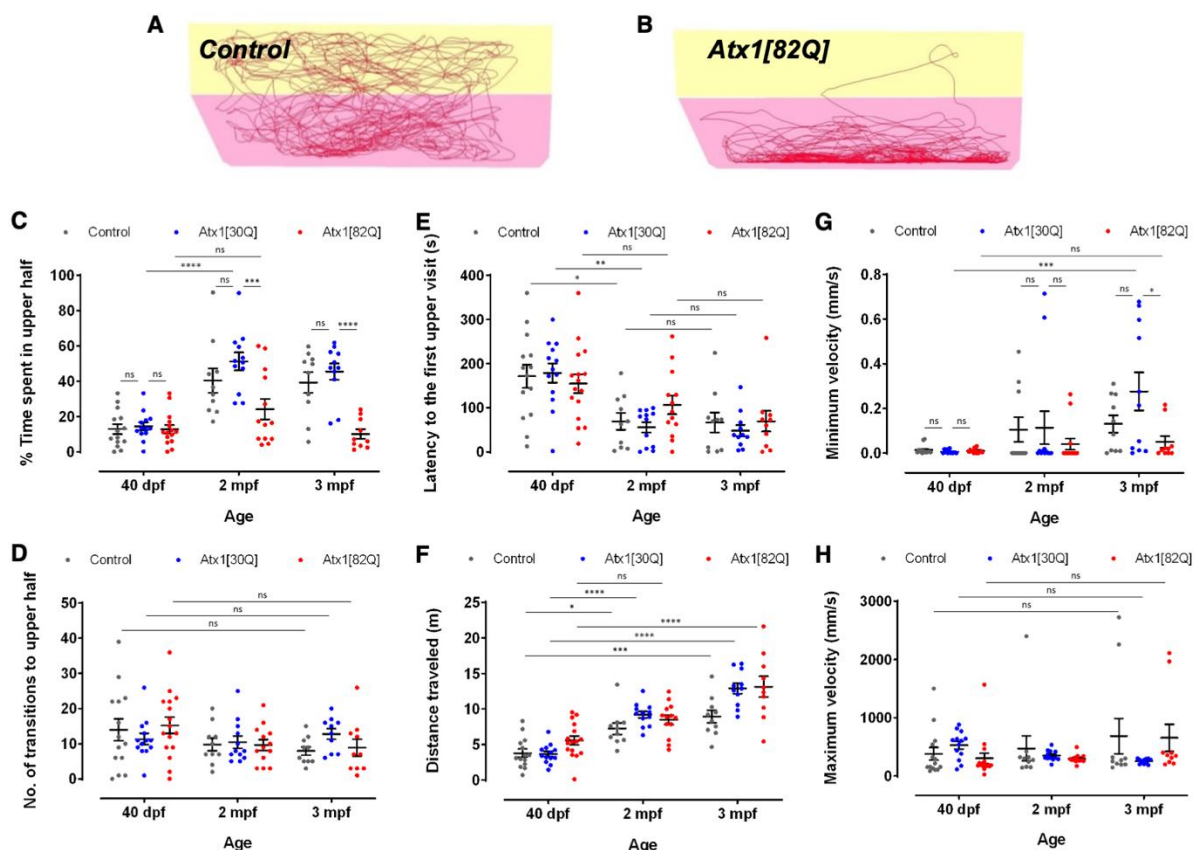 A
Control
B
Atx1[82Q]
C
Control Atx1[30Q] Atx1[82Q]
ns
****
ns ***
ns ****
ns ns
% Time spent in upper half
100
80
60
40
20
0
40 dpf 2 mpf 3 mpf
Age
D
Control Atx1[30Q] Atx1[82Q]
ns
ns
ns
No. of transitions to upper half
50
40
30
20
10
0
40 dpf 2 mpf 3 mpf
Age
E
Control Atx1[30Q] Atx1[82Q]
ns
**
*
ns
ns
ns
Latency to the first upper visit (s)
400
300
200
100
0
40 dpf 2 mpf 3 mpf
Age
F
Control Atx1[30Q] Atx1[82Q]
ns
****
*
****
****
***
Distance traveled (m)
25
20
15
10
5
0
40 dpf 2 mpf 3 mpf
Age
G
Control Atx1[30Q] Atx1[82Q]
ns
***
ns ns
ns *
ns ns
Minimum velocity (mm/s)
0.8
0.6
0.4
0.2
0.0
40 dpf 2 mpf 3 mpf
Age
H
Control Atx1[30Q] Atx1[82Q]
ns
ns
ns
Maximum velocity (mm/s)
3000
2000
1000
500
0
40 dpf 2 mpf 3 mpf
Age